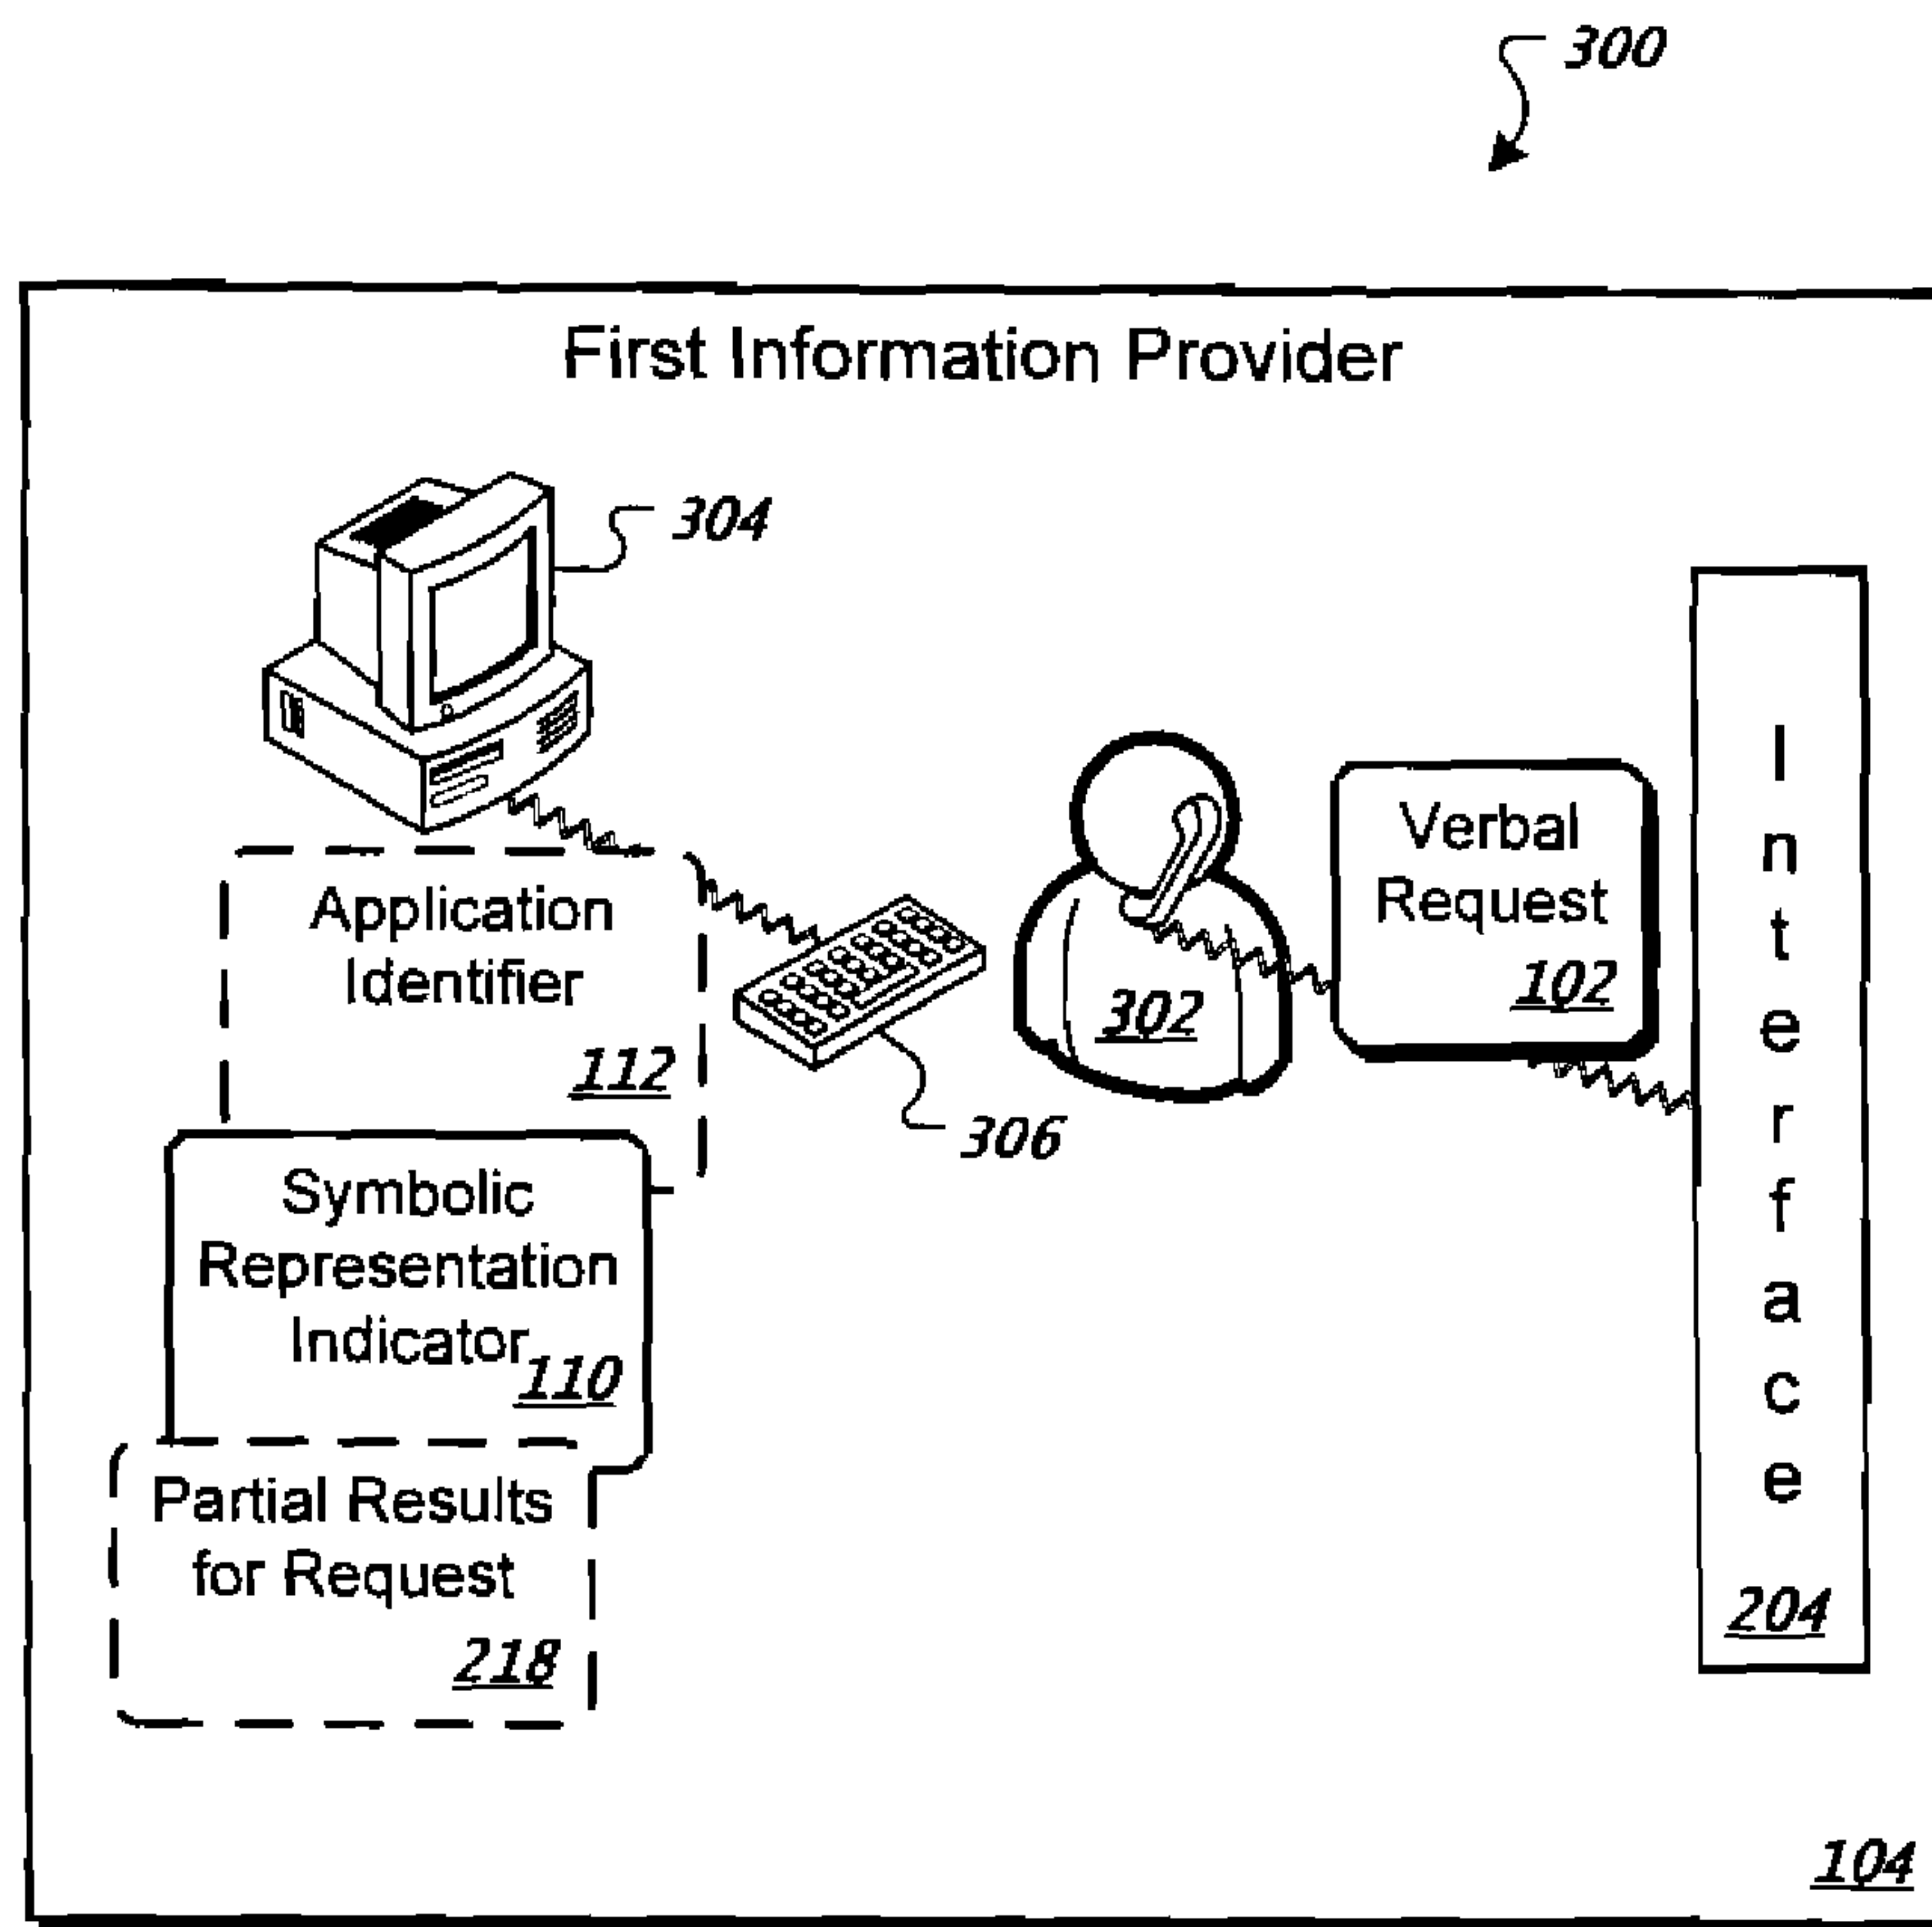 300
First Information Provider
304
Application
Identifier
112
306
302
Verbal
Request
102
Symbolic
Representation
Indicator
110
Partial Results
for Request
218
Interface
204
104